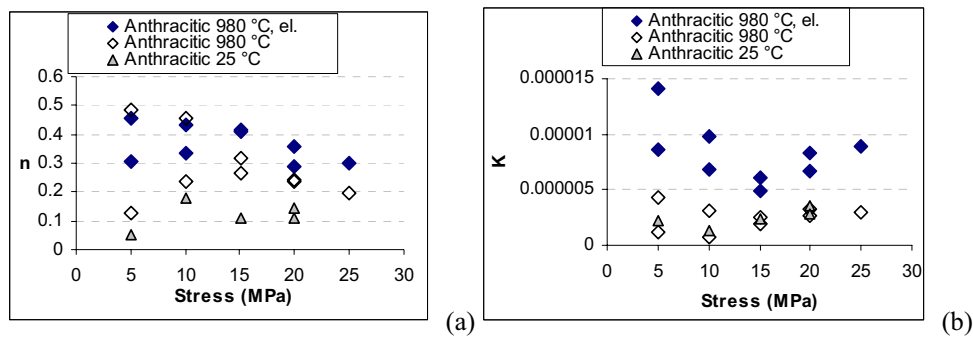 Anthracitic 980 °C, el.
Anthracitic 980 °C
Anthracitic 25 °C
0.6
0.5
0.4
0.3
0.2
0.1
0
n
0 5 10 15 20 25 30
Stress (MPa)
(a)
Anthracitic 980 °C, el.
Anthracitic 980 °C
Anthracitic 25 °C
0.000015
0.00001
0.000005
0
K
0 5 10 15 20 25 30
Stress (MPa)
(b)